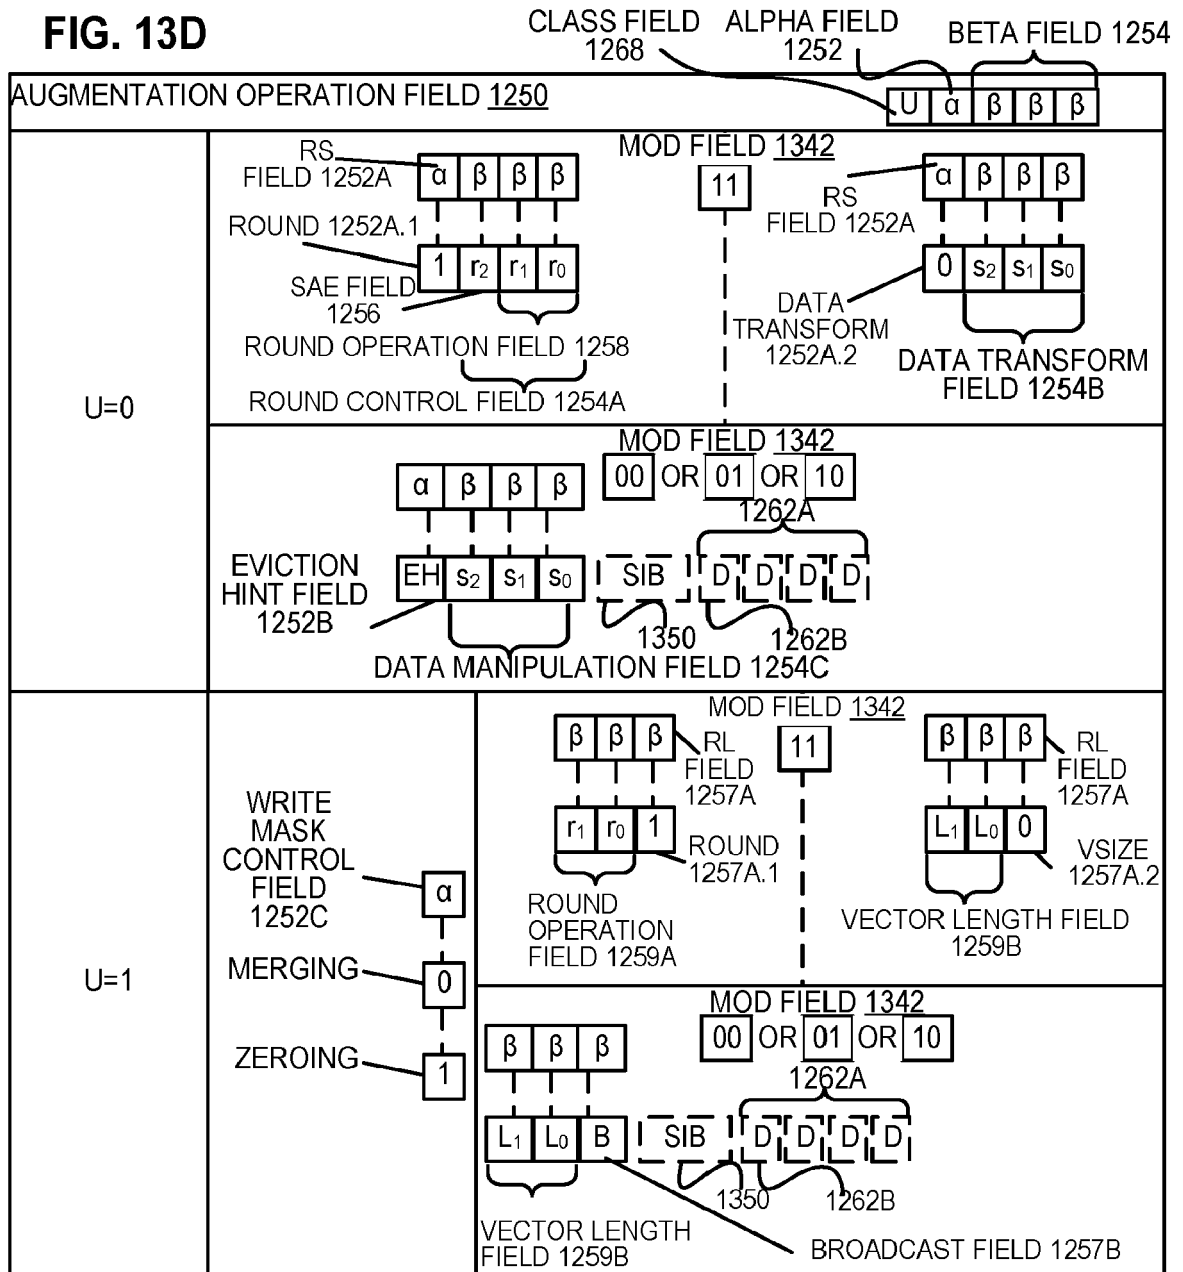 FIG. 13D
CLASS FIELD
1268
ALPHA FIELD
1252
BETA FIELD 1254
AUGMENTATION OPERATION FIELD 1250
U α β β β
U=0
RS
FIELD 1252A
α β β β
MOD FIELD 1342
11
α β β β
RS
FIELD 1252A
ROUND 1252A.1
1 r2 r1 r0
SAE FIELD
1256
ROUND OPERATION FIELD 1258
ROUND CONTROL FIELD 1254A
0 s2 s1 s0
DATA
TRANSFORM
1252A.2
DATA TRANSFORM
FIELD 1254B
MOD FIELD 1342
00 OR 01 OR 10
α β β β
1262A
EVICTION
HINT FIELD
1252B
EH s2 s1 s0
SIB
D D D D
1350
1262B
DATA MANIPULATION FIELD 1254C
U=1
WRITE
MASK
CONTROL
FIELD
1252C
α
MERGING
0
ZEROING
1
MOD FIELD 1342
11
β β β
RL
FIELD
1257A
r1 r0 1
ROUND
1257A.1
ROUND
OPERATION
FIELD 1259A
β β β
RL
FIELD
1257A
L1 L0 0
VSIZE
1257A.2
VECTOR LENGTH FIELD
1259B
MOD FIELD 1342
00 OR 01 OR 10
β β β
1262A
L1 L0 B
SIB
D D D D
1350
1262B
VECTOR LENGTH
FIELD 1259B
BROADCAST FIELD 1257B